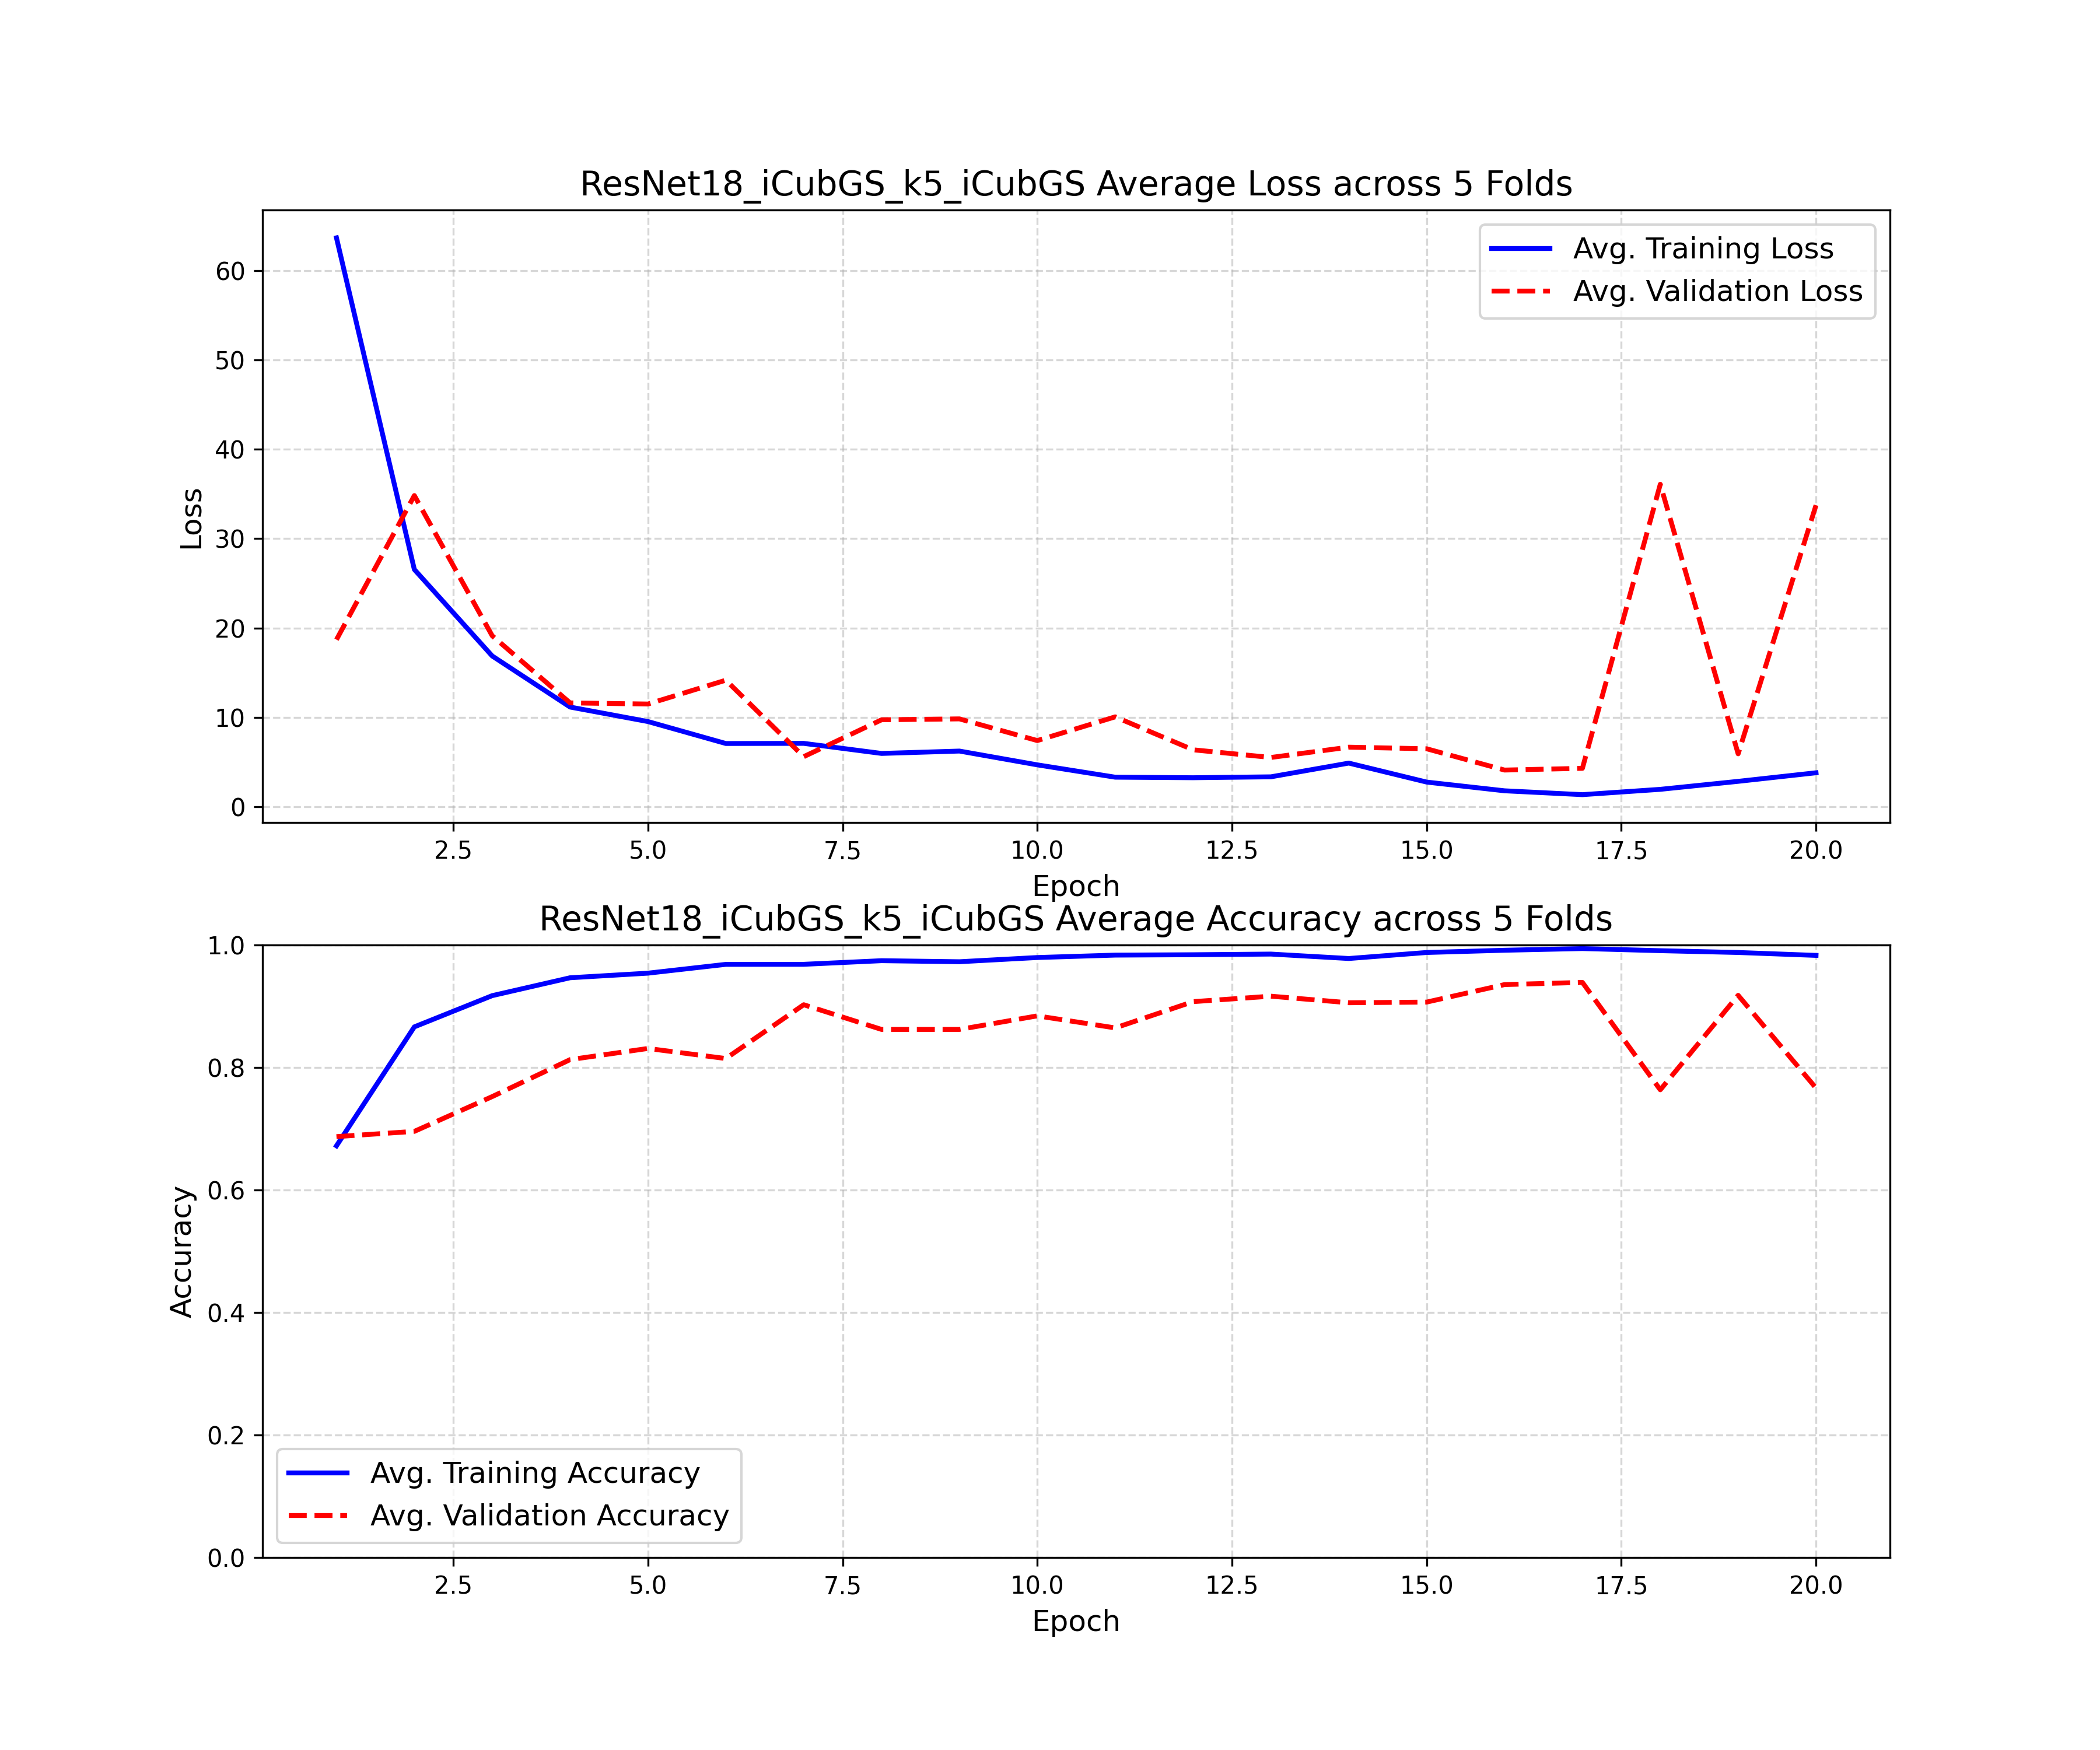 ResNet18_iCubGS_k5_iCubGS Average Loss across 5 Folds
Avg. Training Loss
Avg. Validation Loss
Loss
60
50
40
30
20
10
0
2.5 5.0 7.5 10.0 12.5 15.0 17.5 20.0
Epoch
ResNet18_iCubGS_k5_iCubGS Average Accuracy across 5 Folds
Accuracy
1.0
0.8
0.6
0.4
0.2
0.0
Avg. Training Accuracy
Avg. Validation Accuracy
2.5 5.0 7.5 10.0 12.5 15.0 17.5 20.0
Epoch